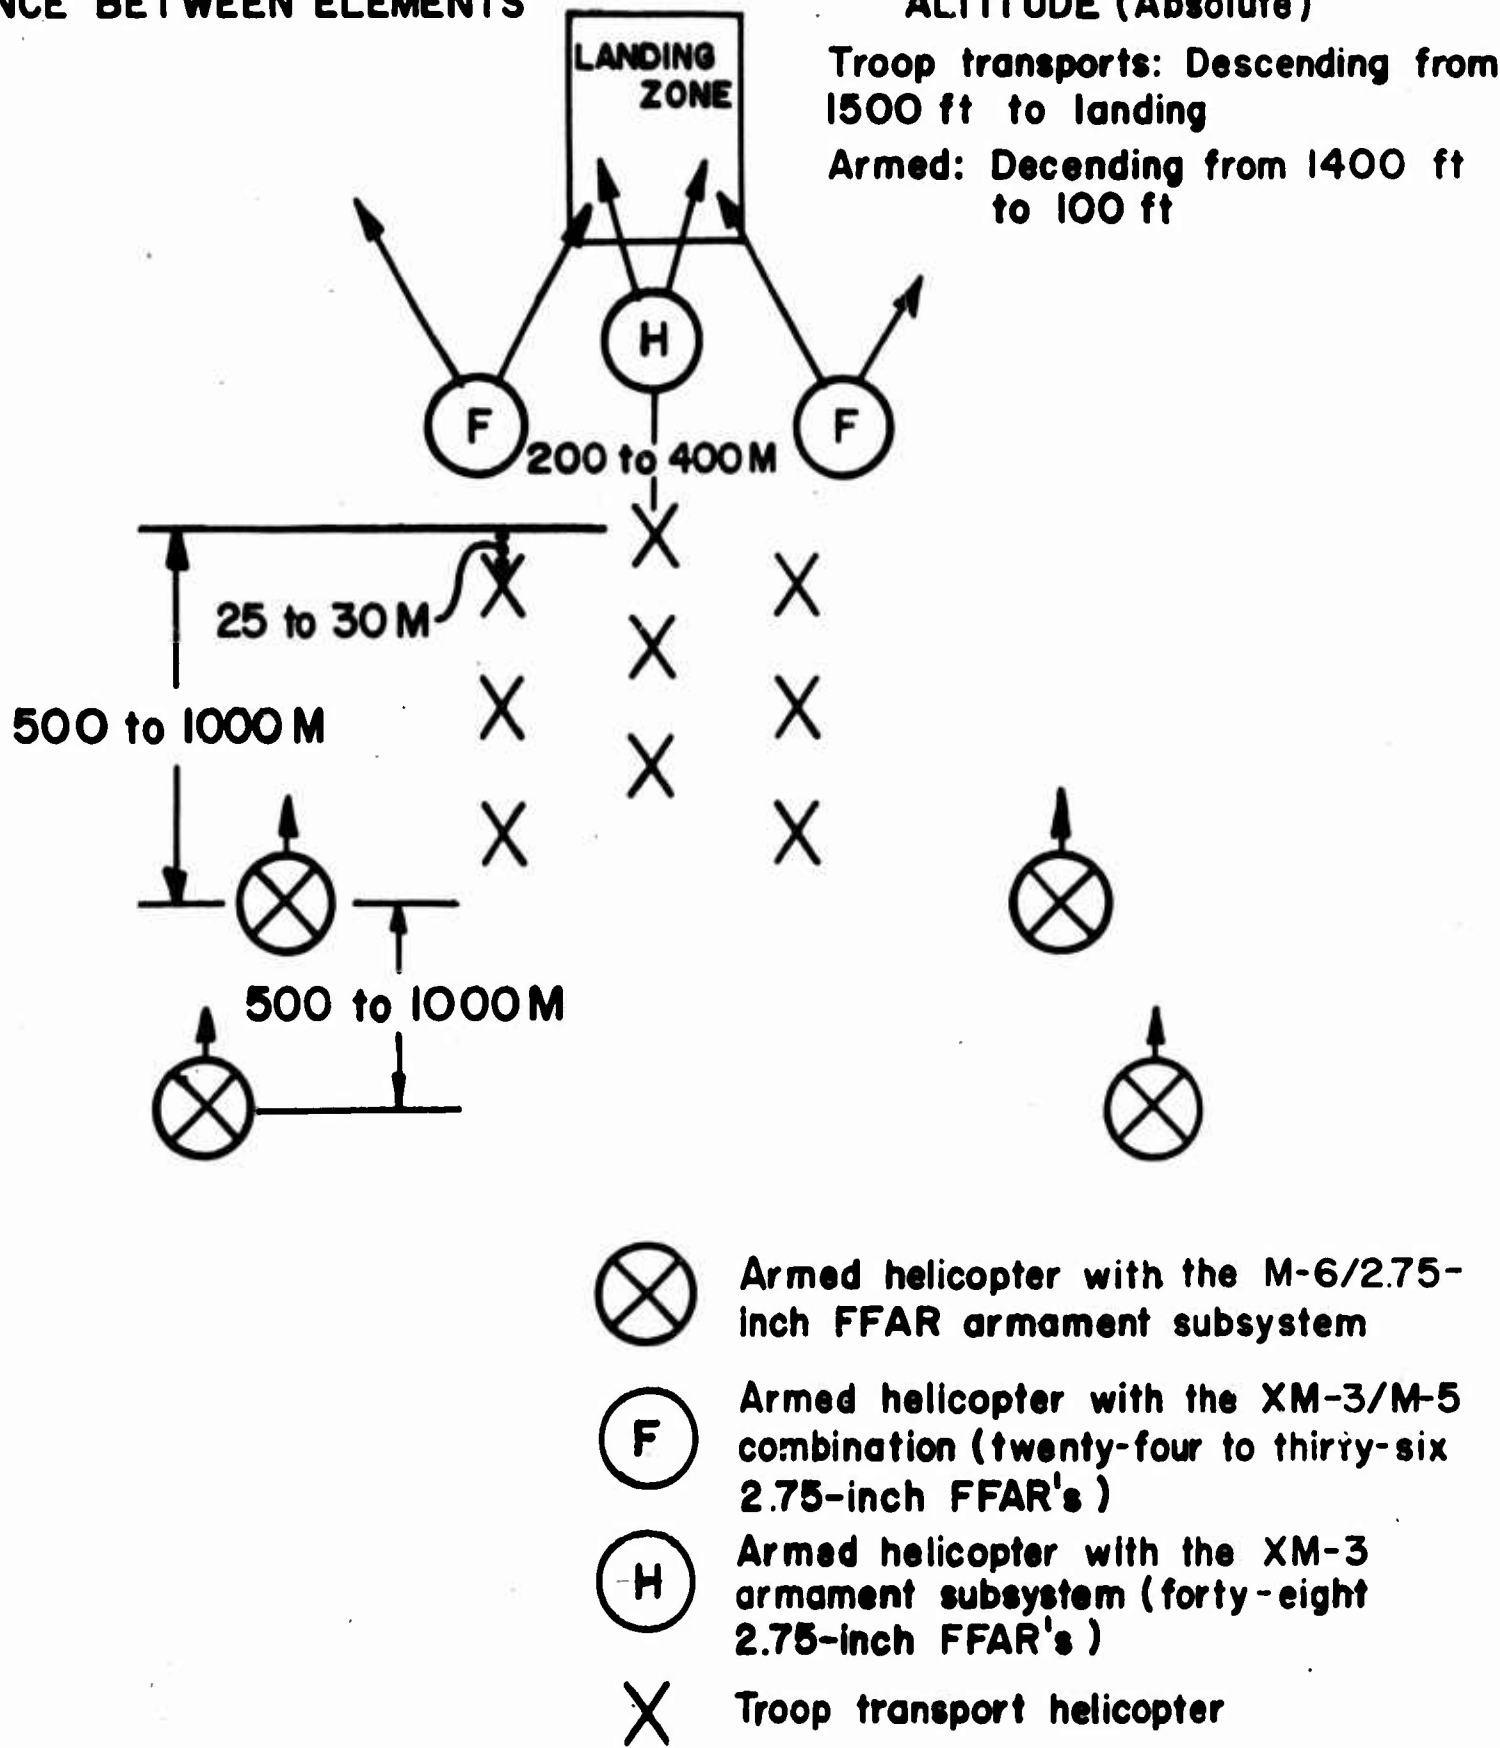 NCE BETWEEN ELEMENTS
ALTITUDE (Absolute)
LANDING
ZONE
Troop transports: Descending from
1500 ft to landing
Armed: Decending from 1400 ft
to 100 ft
H
F
F
200 to 400 M
25 to 30 M
500 to 1000 M
500 to 1000 M
Armed helicopter with the M-6/2.75-
inch FFAR armament subsystem
F
Armed helicopter with the XM-3/M-5
combination (twenty-four to thirty-six
2.75-inch FFAR's)
H
Armed helicopter with the XM-3
armament subsystem (forty-eight
2.75-inch FFAR's)
Troop transport helicopter